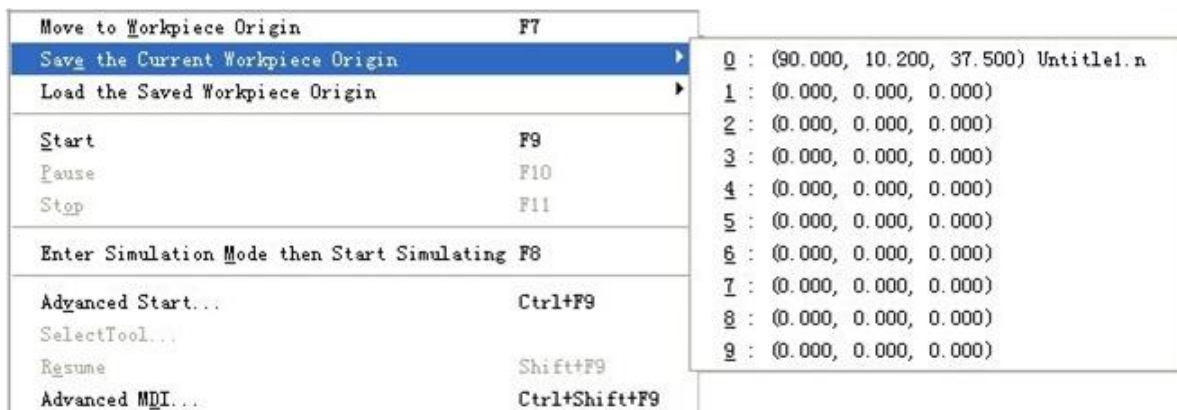 Move to Workpiece Origin F7
Save the Current Workpiece Origin
Load the Saved Workpiece Origin
Start F9
Pause F10
Stop F11
Enter Simulation Mode then Start Simulating F8
Advanced Start... Ctrl+F9
SelectTool...
Resume Shift+F9
Advanced MDI... Ctrl+Shift+F9
0 : (90.000, 10.200, 37.500) Untitle1.n
1 : (0.000, 0.000, 0.000)
2 : (0.000, 0.000, 0.000)
3 : (0.000, 0.000, 0.000)
4 : (0.000, 0.000, 0.000)
5 : (0.000, 0.000, 0.000)
6 : (0.000, 0.000, 0.000)
7 : (0.000, 0.000, 0.000)
8 : (0.000, 0.000, 0.000)
9 : (0.000, 0.000, 0.000)